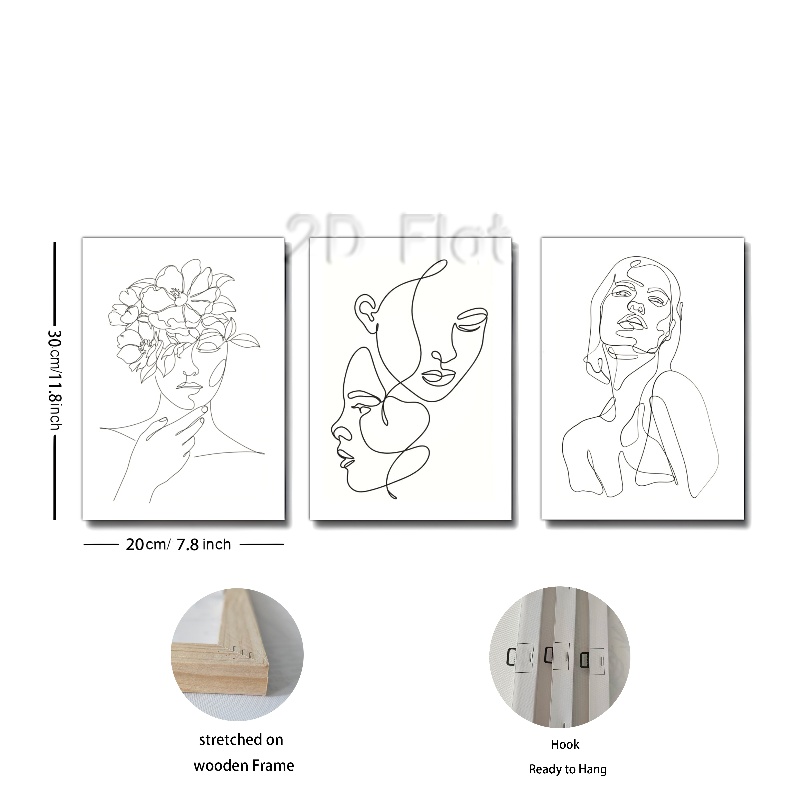 2D Flat
30cm/11.8inch
20cm/ 7.8 inch
stretched on
wooden Frame
Hook
Ready to Hang